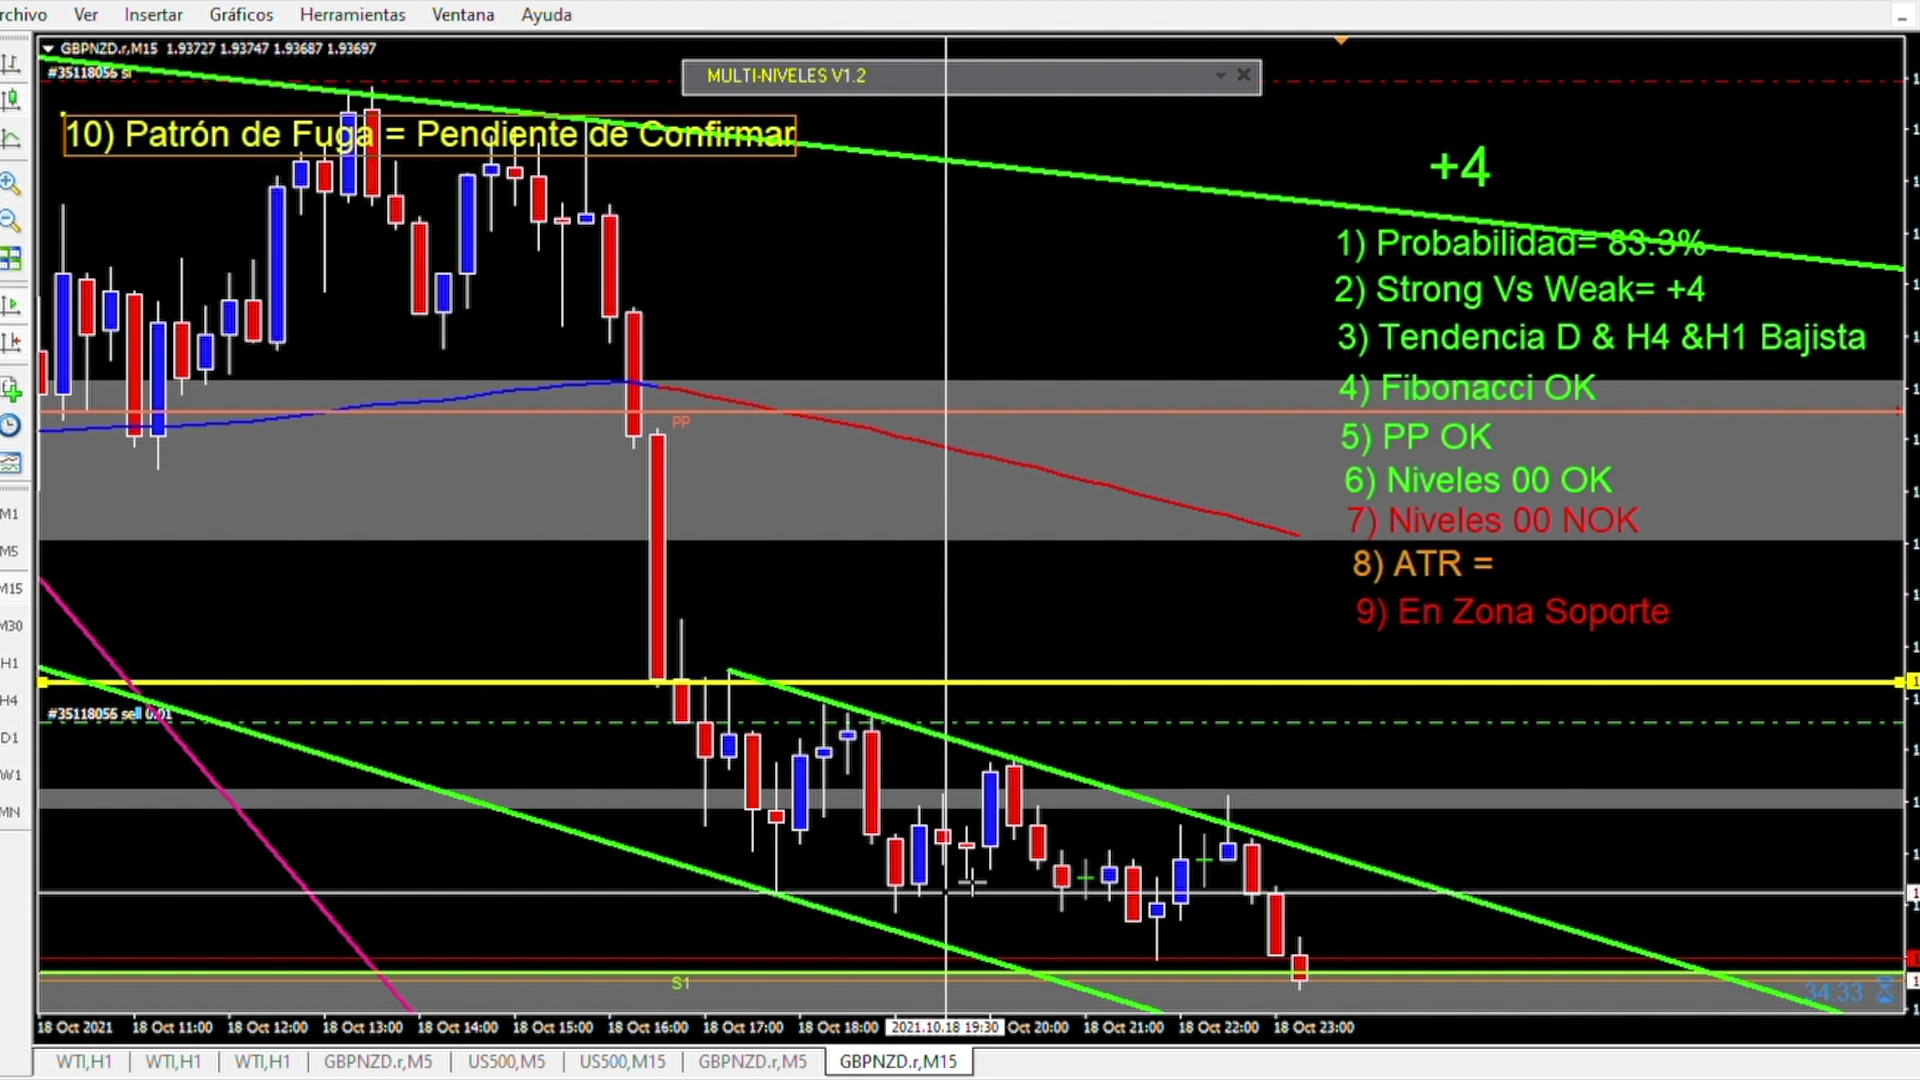 Ver Insertar Gráficos Herramientas Ventana Ayuda
GBPNZD.r,M15 1.93727 1.93747 1.93687 1.93697
#35118055 sl
MULTI-NIVELES V1.2
10) Patrón de Fuga = Pendiente de Confirmar
+4
1) Probabilidad= 83.3%
2) Strong Vs Weak= +4
3) Tendencia D & H4 &H1 Bajista
4) Fibonacci OK
PP
5) PP OK
6) Niveles 00 OK
7) Niveles 00 NOK
8) ATR =
9) En Zona Soporte
M1
M5
M15
M30
H1
H4
D1
W1
MN
#35118055 sell 0.01
S1
34:33
18 Oct 2021 18 Oct 11:00 18 Oct 12:00 18 Oct 13:00 18 Oct 14:00 18 Oct 15:00 18 Oct 16:00 18 Oct 17:00 18 Oct 18:00 2021.10.18 19:30 Oct 20:00 18 Oct 21:00 18 Oct 22:00 18 Oct 23:00
WTI,H1 WTI,H1 WTI,H1 GBPNZD.r,M5 US500,M5 US500,M15 GBPNZD.r,M5 GBPNZD.r,M15